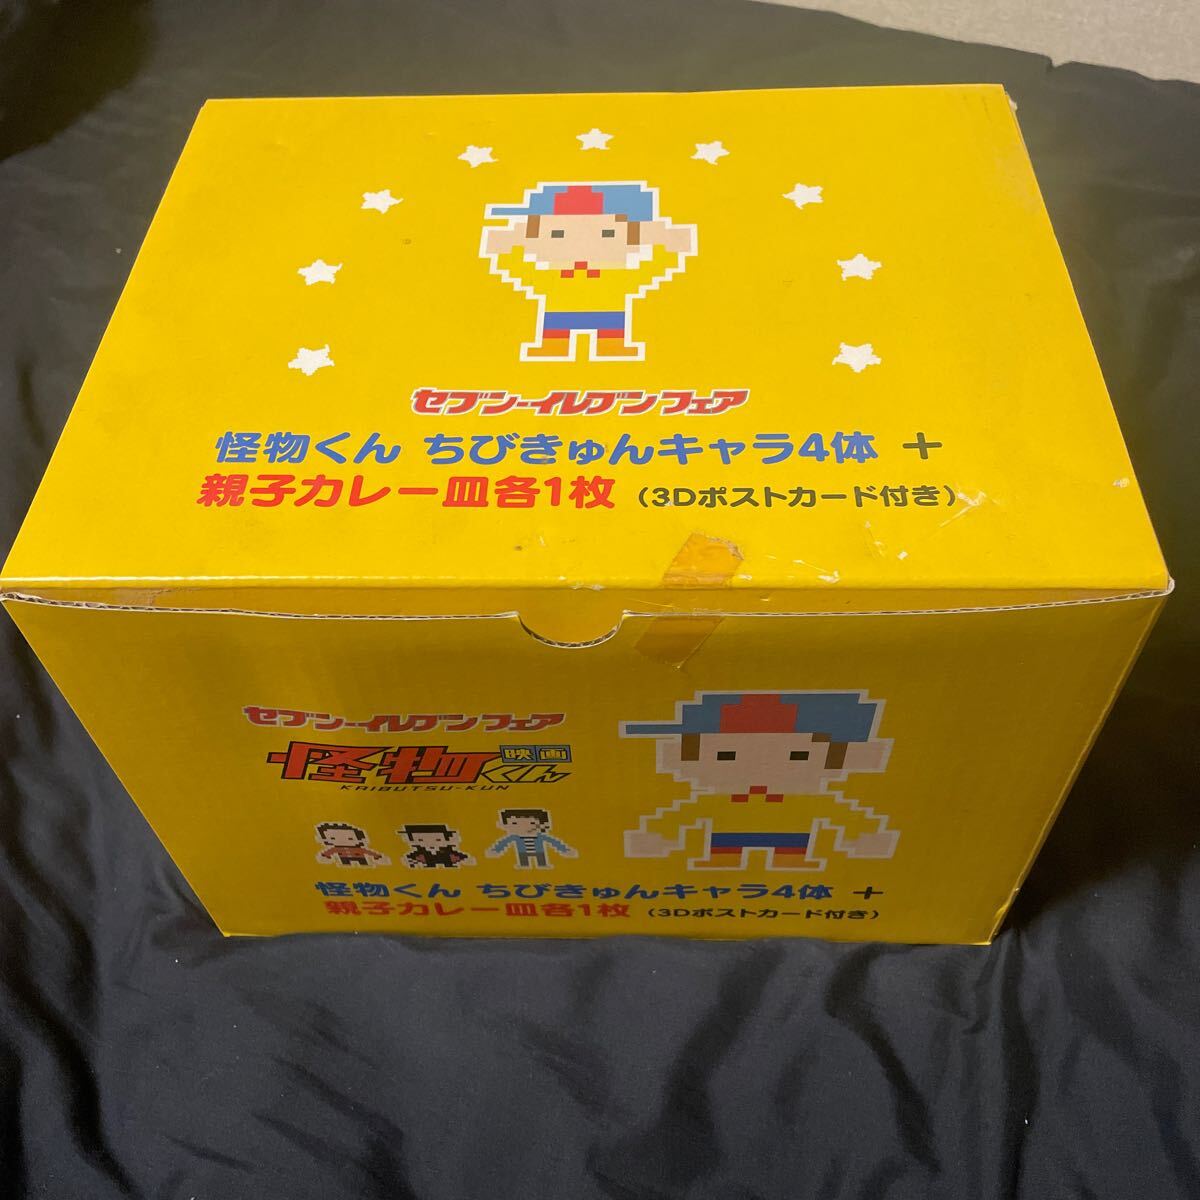 セブン-イレブンフェア
怪物くん ちびきゅんキャラ4体 +
親子カレー皿各1枚 (3Dポストカード付き)
セブン-イレブンフェア
映画 怪物くん
KAIBUTSU-KUN
怪物くん ちびきゅんキャラ4体 +
親子カレー皿各1枚 (3Dポストカード付き)